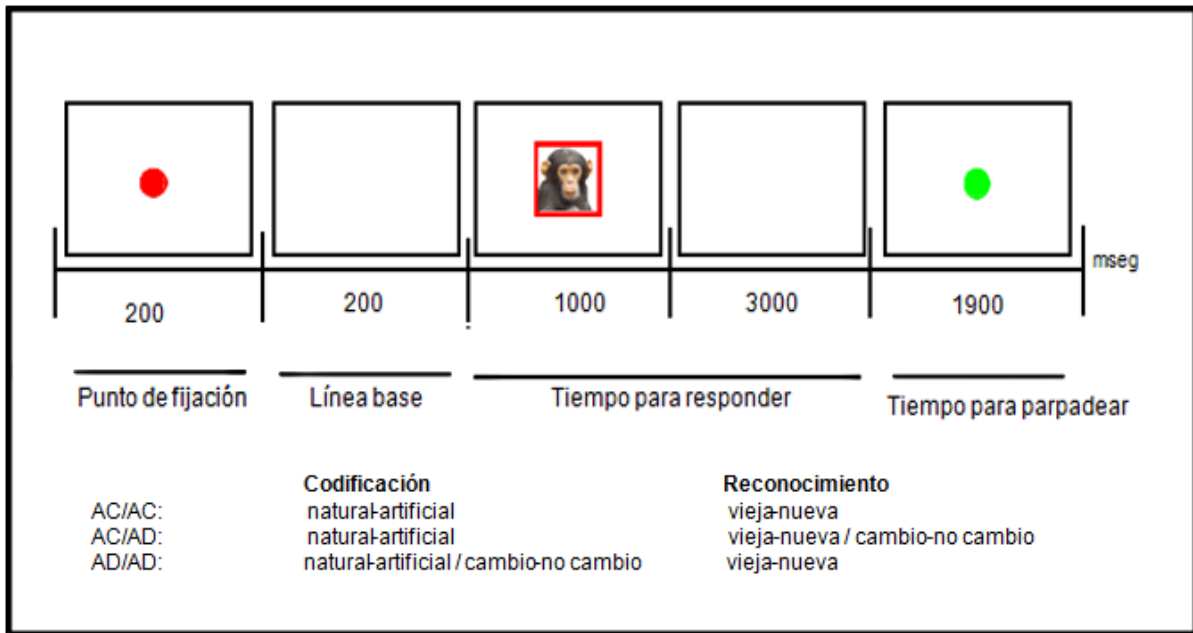 mseg
200 200 1000 3000 1900
Punto de fijación Línea base Tiempo para responder Tiempo para parpadear
Codificación Reconocimiento
AC/AC: natural-artificial vieja-nueva
AC/AD: natural-artificial vieja-nueva / cambio-no cambio
AD/AD: natural-artificial / cambio-no cambio vieja-nueva